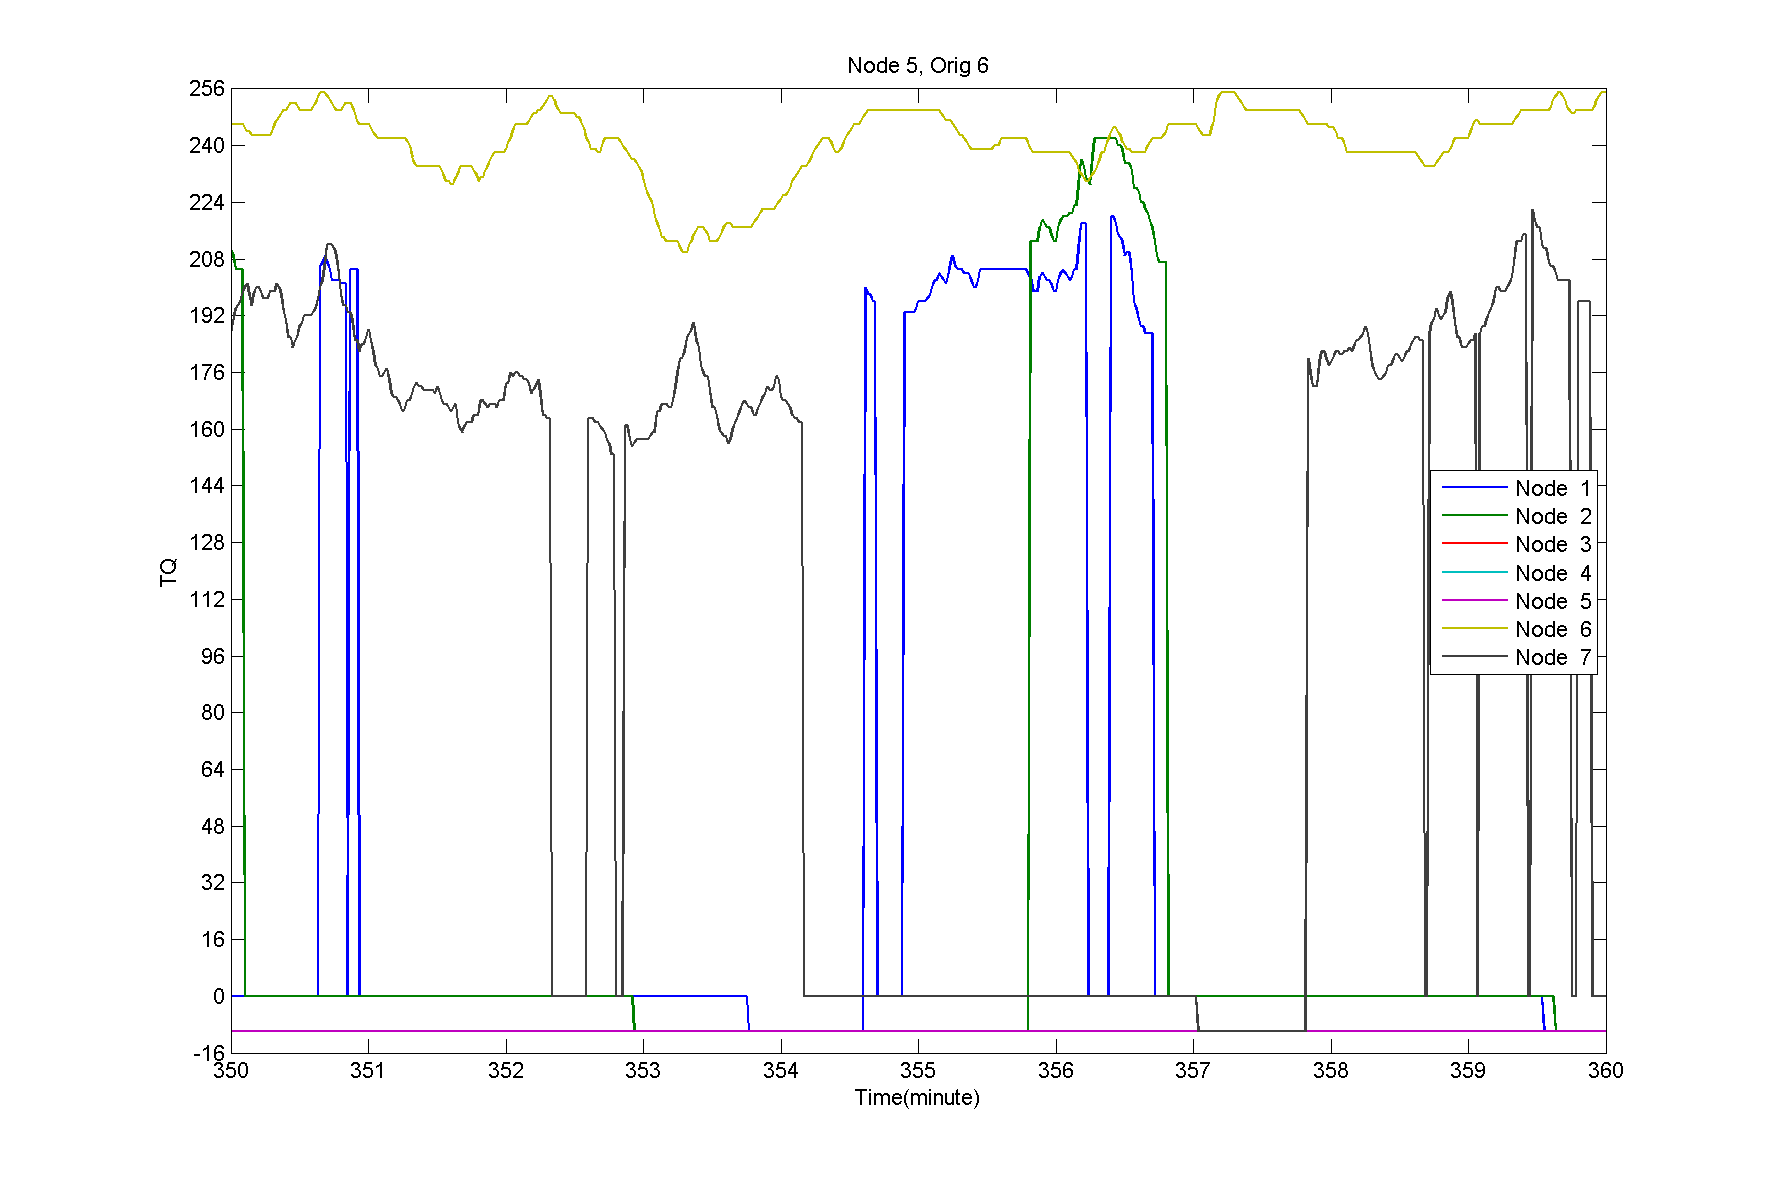 Node 5, Orig 6
256
240
224
208
192
176
160
144
128
112
96
80
64
48
32
16
0
-16
TQ
Node 1
Node 2
Node 3
Node 4
Node 5
Node 6
Node 7
350 351 352 353 354 355 356 357 358 359 360
Time(minute)